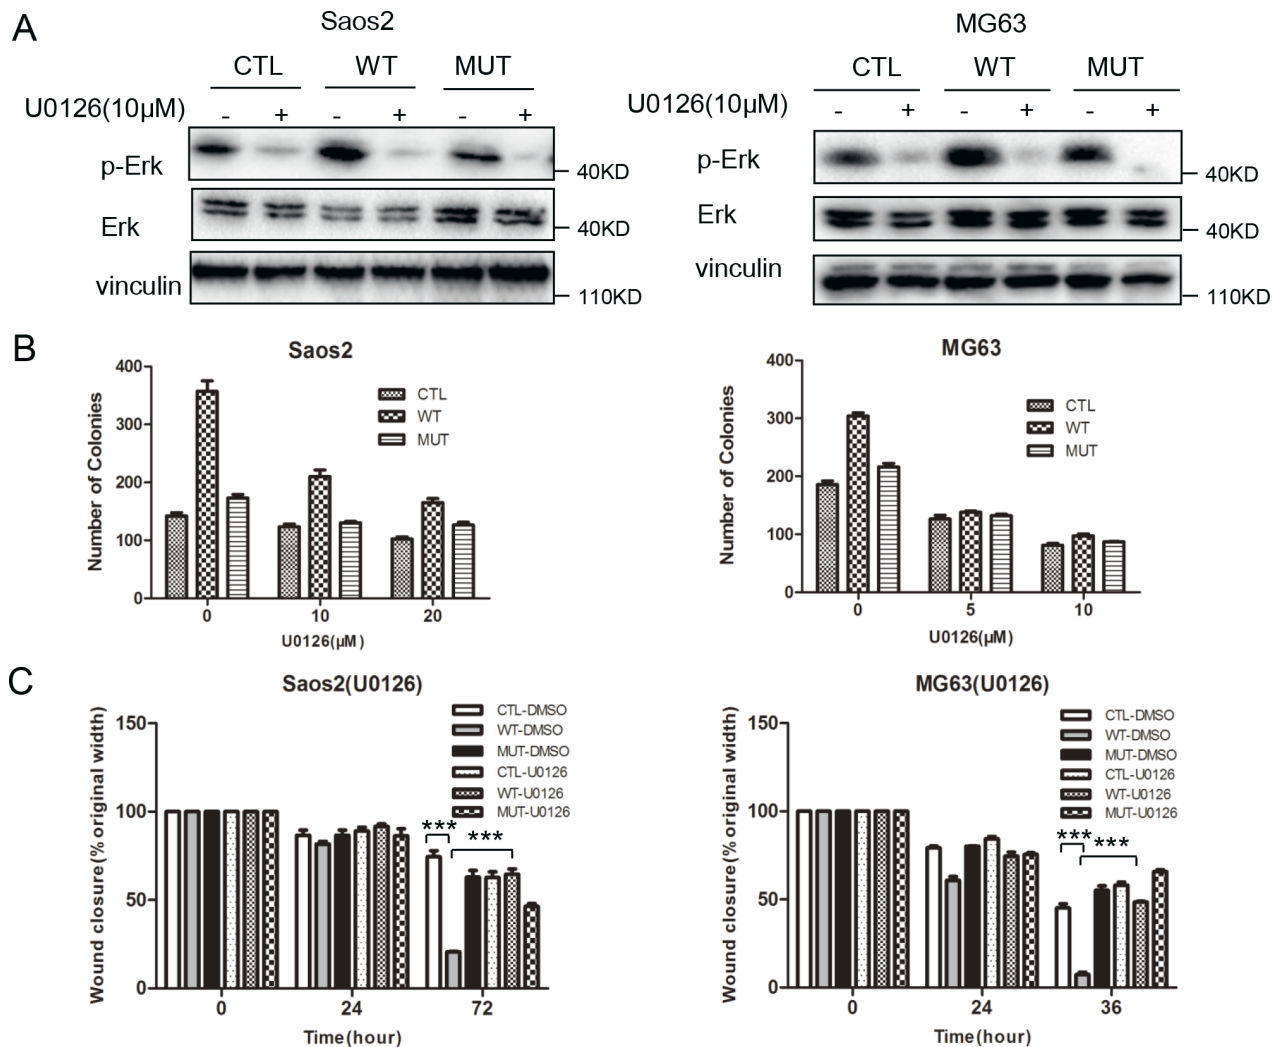 A
Saos2
MG63
CTL WT MUT
CTL WT MUT
U0126(10μM) - + - + - +
U0126(10μM) - + - + - +
p-Erk 40KD
p-Erk 40KD
Erk 40KD
Erk 40KD
vinculin 110KD
vinculin 110KD
B
Saos2
Number of Colonies
400
300
200
100
0
CTL
WT
MUT
0 10 20
U0126(μM)
MG63
Number of Colonies
400
300
200
100
0
CTL
WT
MUT
0 5 10
U0126(μM)
C
Saos2(U0126)
Wound closure(% original width)
150
100
50
0
CTL-DMSO
WT-DMSO
MUT-DMSO
CTL-U0126
WT-U0126
MUT-U0126
*** ***
0 24 72
Time(hour)
MG63(U0126)
Wound closure(% original width)
150
100
50
0
CTL-DMSO
WT-DMSO
MUT-DMSO
CTL-U0126
WT-U0126
MUT-U0126
*** ***
0 24 36
Time(hour)